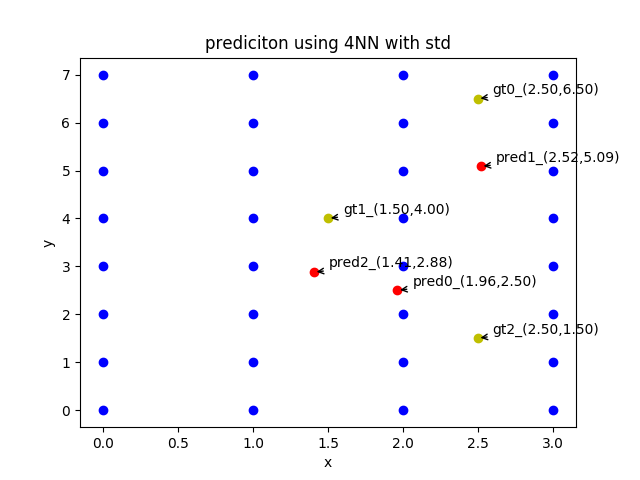 prediciton using 4NN with std
7
6
5
4
3
2
1
0
y
gt0_(2.50,6.50)
pred1_(2.52,5.09)
gt1_(1.50,4.00)
pred2_(1.41,2.88)
pred0_(1.96,2.50)
gt2_(2.50,1.50)
0.0 0.5 1.0 1.5 2.0 2.5 3.0
x